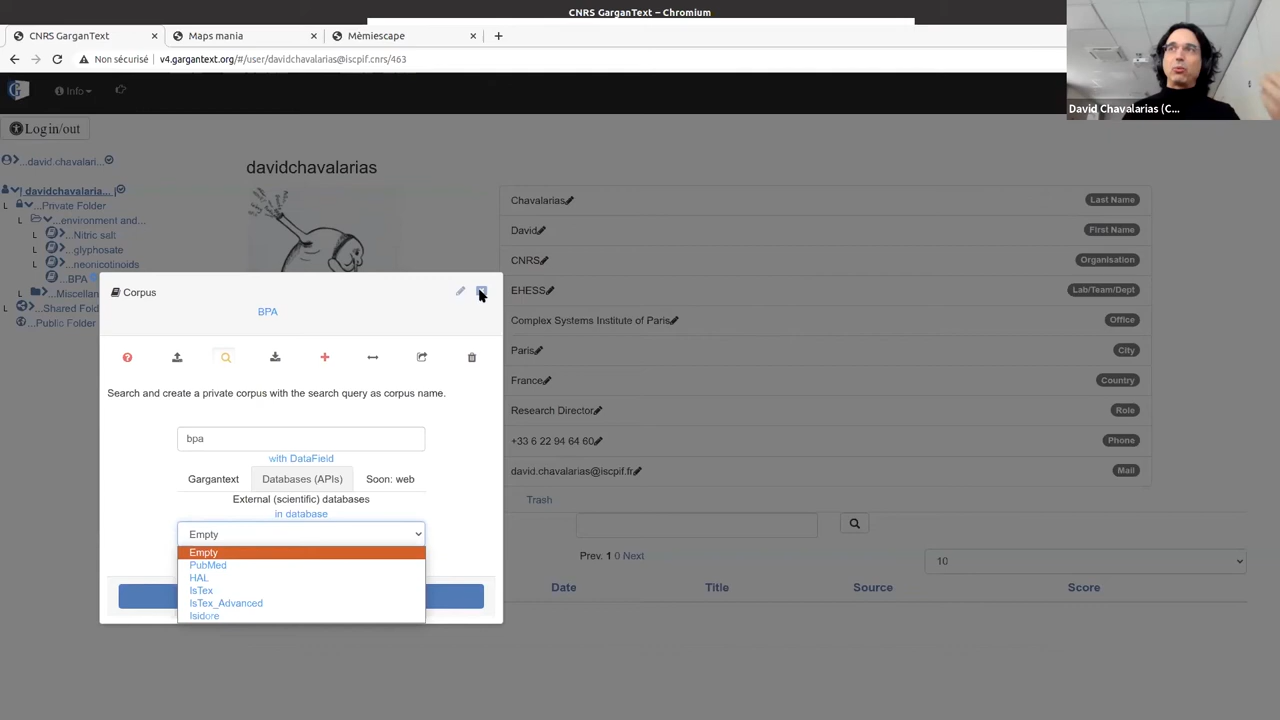 CNRS GarganText – Chromium
CNRS GarganText
Maps mania
Mèmiescape
Non sécurisé
v4.gargantext.org/#/user/davidchavalarias@iscpif.cnrs/463
Info
David Chavalarias (C...
Login/out
...david.chavalari...
davidchavalarias
| davidchavalaria... |
...Private Folder
...environment and...
...Nitric salt
...glyphosate
...neonicotinoids
...BPA
...Miscellan
...Shared Fold
...Public Folder
Chavalarias
Last Name
David
First Name
CNRS
Organisation
EHESS
Lab/Team/Dept
Complex Systems Institute of Paris
Office
Paris
City
France
Country
Research Director
Role
+33 6 22 94 64 60
Phone
david.chavalarias@iscpif.fr
Mail
Trash
Prev. 1 0 Next
10
Date
Title
Source
Score
Corpus
BPA
Search and create a private corpus with the search query as corpus name.
bpa
with DataField
Gargantext
Databases (APIs)
Soon: web
External (scientific) databases
in database
Empty
Empty
PubMed
HAL
IsTex
IsTex_Advanced
Isidore